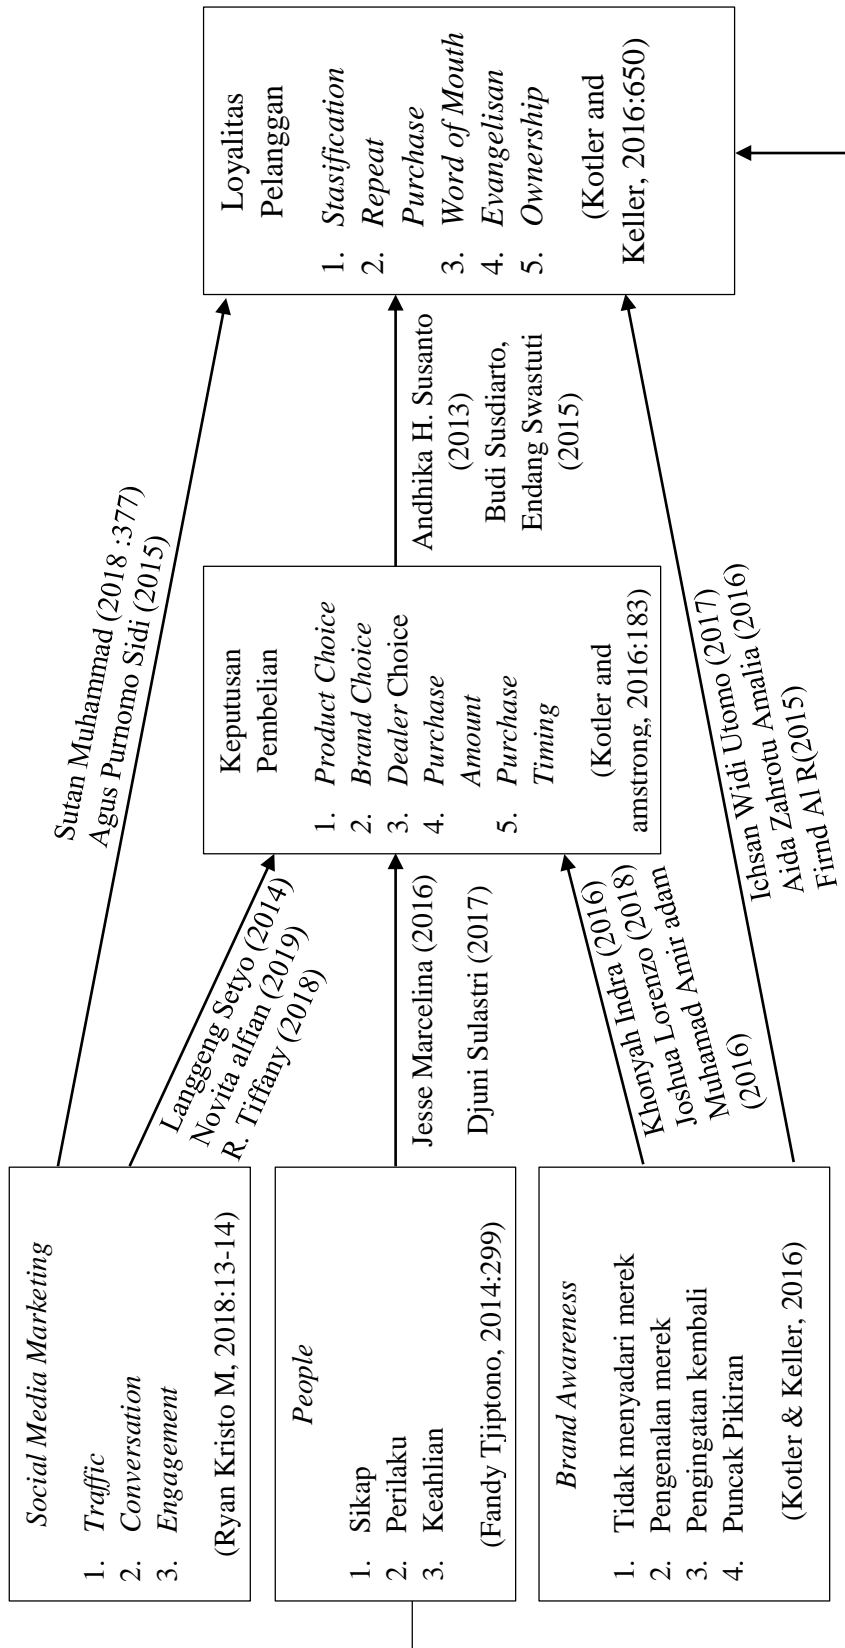 Social Media Marketing
1. Traffic
2. Conversation
3. Engagement
(Ryan Kristo M, 2018:13-14)
People
1. Sikap
2. Perilaku
3. Keahlian
(Fandy Tjiptono, 2014:299)
Brand Awareness
1. Tidak menyadari merek
2. Pengenalan merek
3. Pengingatan kembali
4. Puncak Pikiran
(Kotler & Keller, 2016)
Sutan Muhammad (2018 :377)
Agus Purnomo Sidi (2015)
Langgeng Setyo (2014)
Novita alfian (2019)
R. Tiffany (2018)
Jesse Marcelina (2016)
Djuni Sulastri (2017)
Khonyah Indra (2016)
Joshua Lorenzo (2018)
Muhamad Amir adam
(2016)
Keputusan
Pembelian
1. Product Choice
2. Brand Choice
3. Dealer Choice
4. Purchase
Amount
5. Purchase
Timing
(Kotler and
amstrong, 2016:183)
Ichsan Widi Utomo (2017)
Aida Zahrotu Amalia (2016)
Firnd Al R(2015)
Andhika H. Susanto
(2013)
Budi Susdiarto,
Endang Swastuti
(2015)
Loyalitas
Pelanggan
1. Stasification
2. Repeat
Purchase
3. Word of Mouth
4. Evangelisan
5. Ownership
(Kotler and
Keller, 2016:650)